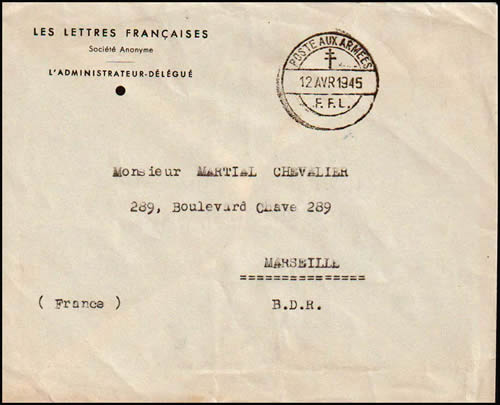 LES LETTRES FRANÇAISES
Société Anonyme
L'ADMINISTRATEUR-DÉLÉGUÉ
POSTE AUX ARMÉES
12 AVR 1945
F.F.L.
Monsieur MARTIAL CHEVALIER
289, Boulevard Chave 289
MARSEILLE
==============
( France )
B.D.R.